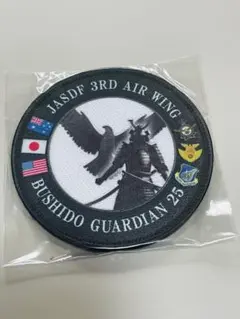 JASDF 3RD AIR WING
BUSHIDO GUARDIAN 25